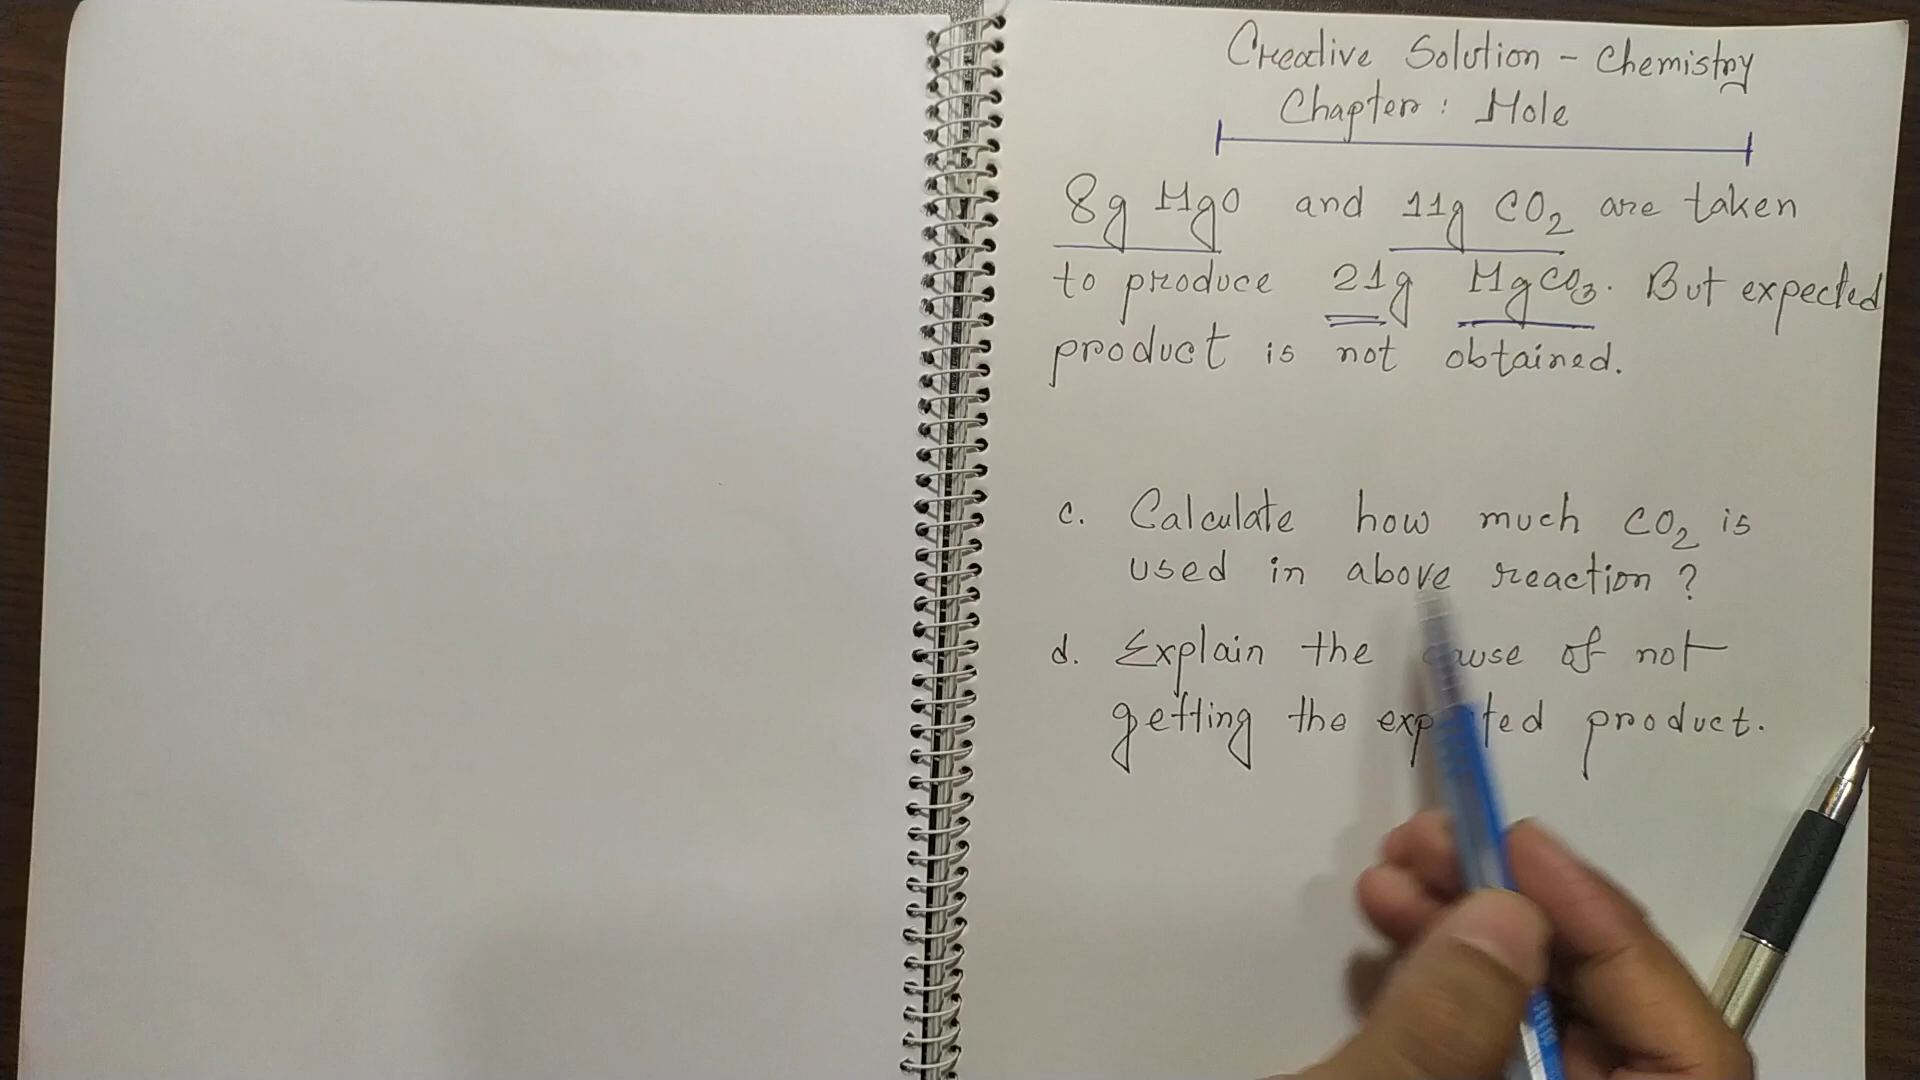 Creative Solution - Chemistry
Chapter : Mole
8g MgO and 11g CO₂ are taken
to produce 21g MgCO₃. But expected
product is not obtained.
c. Calculate how much CO₂ is
used in above reaction ?
d. Explain the cause of not
getting the expected product.